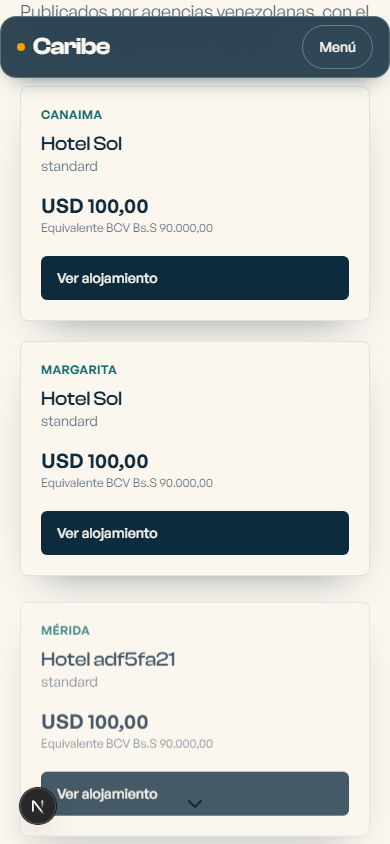 Publicados por agencias venezolanas, con el
Caribe
Menú
CANAIMA
Hotel Sol
standard
USD 100,00
Equivalente BCV Bs.S 90.000,00
Ver alojamiento
MARGARITA
Hotel Sol
standard
USD 100,00
Equivalente BCV Bs.S 90.000,00
Ver alojamiento
MÉRIDA
Hotel adf5fa21
standard
USD 100,00
Equivalente BCV Bs.S 90.000,00
Ver alojamiento
N